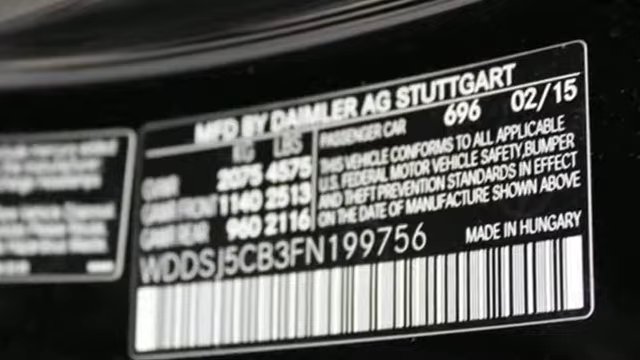 MFD BY DAIMLER AG STUTTGART
KG LBS
GVWR 2075 4575
GAWR FRONT 1140 2513
GAWR REAR 960 2116
PASSENGER CAR 696 02/15
THIS VEHICLE CONFORMS TO ALL APPLICABLE
U.S. FEDERAL MOTOR VEHICLE SAFETY,BUMPER
AND THEFT PREVENTION STANDARDS IN EFFECT
ON THE DATE OF MANUFACTURE SHOWN ABOVE
WDDSJ5CB3FN199756 MADE IN HUNGARY